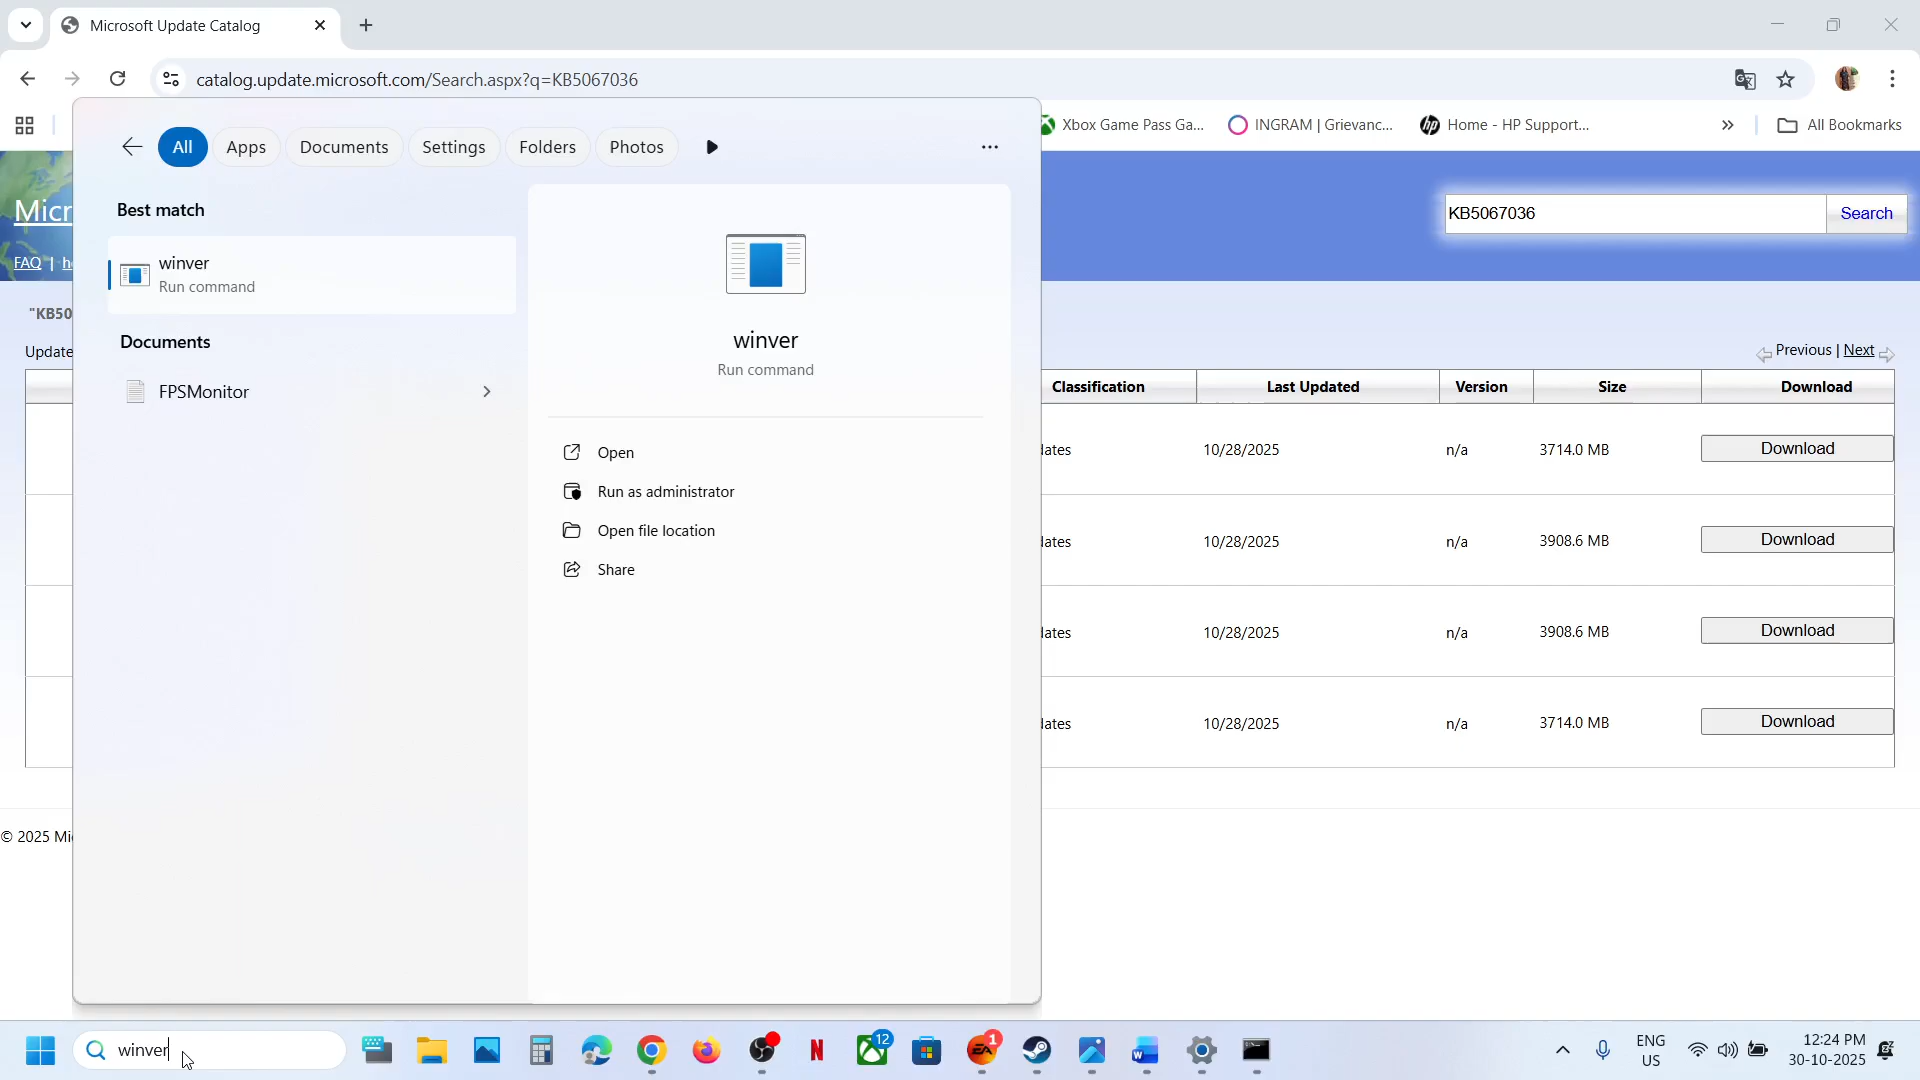 Microsoft Update Catalog
catalog.update.microsoft.com/Search.aspx?q=KB5067036
Xbox Game Pass Ga...
INGRAM | Grievanc...
Home - HP Support...
All Bookmarks
All
Apps
Documents
Settings
Folders
Photos
Best match
winver
Run command
Documents
FPSMonitor
winver
Run command
Open
Run as administrator
Open file location
Share
Micr
FAQ | h
KB5067036
Search
"KB50
Update
Previous | Next
Classification Last Updated Version Size Download
dates 10/28/2025 n/a 3714.0 MB Download
dates 10/28/2025 n/a 3908.6 MB Download
dates 10/28/2025 n/a 3908.6 MB Download
dates 10/28/2025 n/a 3714.0 MB Download
© 2025 Mi
winver
12
EA
1
ENG
US
12:24 PM
30-10-2025